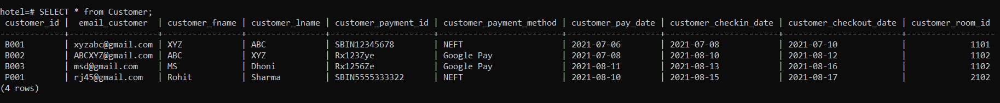 hotel=# SELECT * from Customer;
 customer_id |  email_customer  | customer_fname | customer_lname | customer_payment_id | customer_payment_method | customer_pay_date | customer_checkin_date | customer_checkout_date | customer_room_id
-------------+------------------+----------------+----------------+---------------------+-------------------------+-------------------+-----------------------+------------------------+------------------
 B001        | xyzabc@gmail.com | XYZ            | ABC            | SBIN12345678        | NEFT                    | 2021-07-06        | 2021-07-08            | 2021-07-10             |             1101
 B002        | ABCXYZ@gmail.com | ABC            | XYZ            | Rx123Zye            | Google Pay              | 2021-07-08        | 2021-08-10            | 2021-08-12             |             1102
 B003        | msd@gmail.com    | MS             | Dhoni          | Rx1256Ze            | Google Pay              | 2021-08-11        | 2021-08-13            | 2021-08-16             |             1102
 P001        | rj45@gmail.com   | Rohit          | Sharma         | SBIN5555333322      | NEFT                    | 2021-08-10        | 2021-08-15            | 2021-08-17             |             2102
(4 rows)